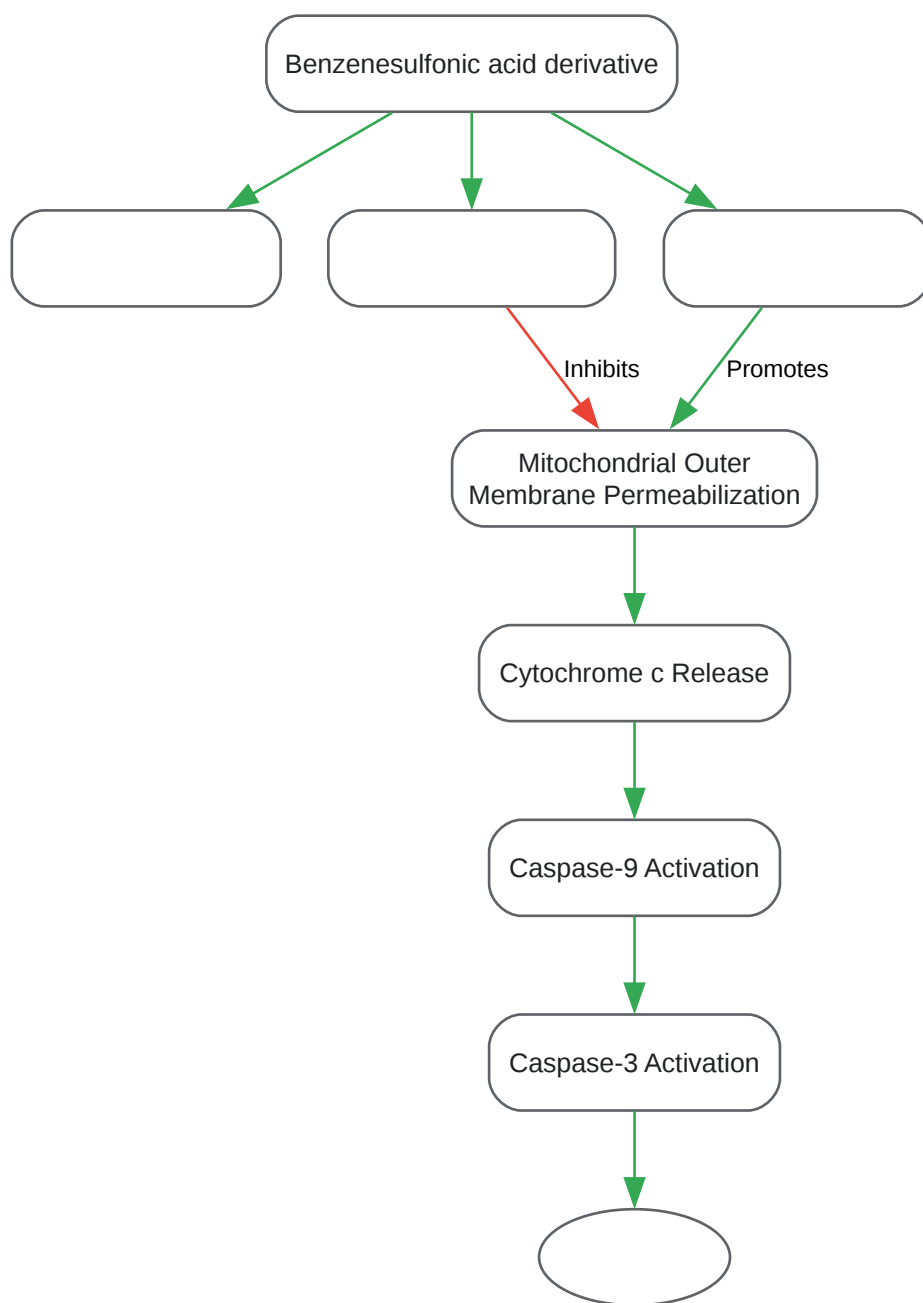 Benzenesulfonic acid derivative
Inhibits
Promotes
Mitochondrial Outer
Membrane Permeabilization
Cytochrome c Release
Caspase-9 Activation
Caspase-3 Activation